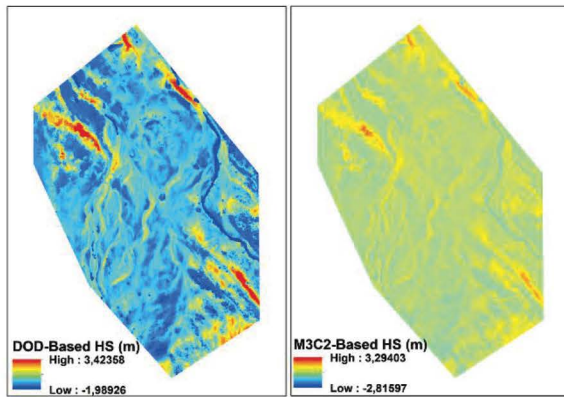 DOD-Based HS (m)
High : 3,42358
Low : -1,98926
M3C2-Based HS (m)
High : 3,29403
Low : -2,81597